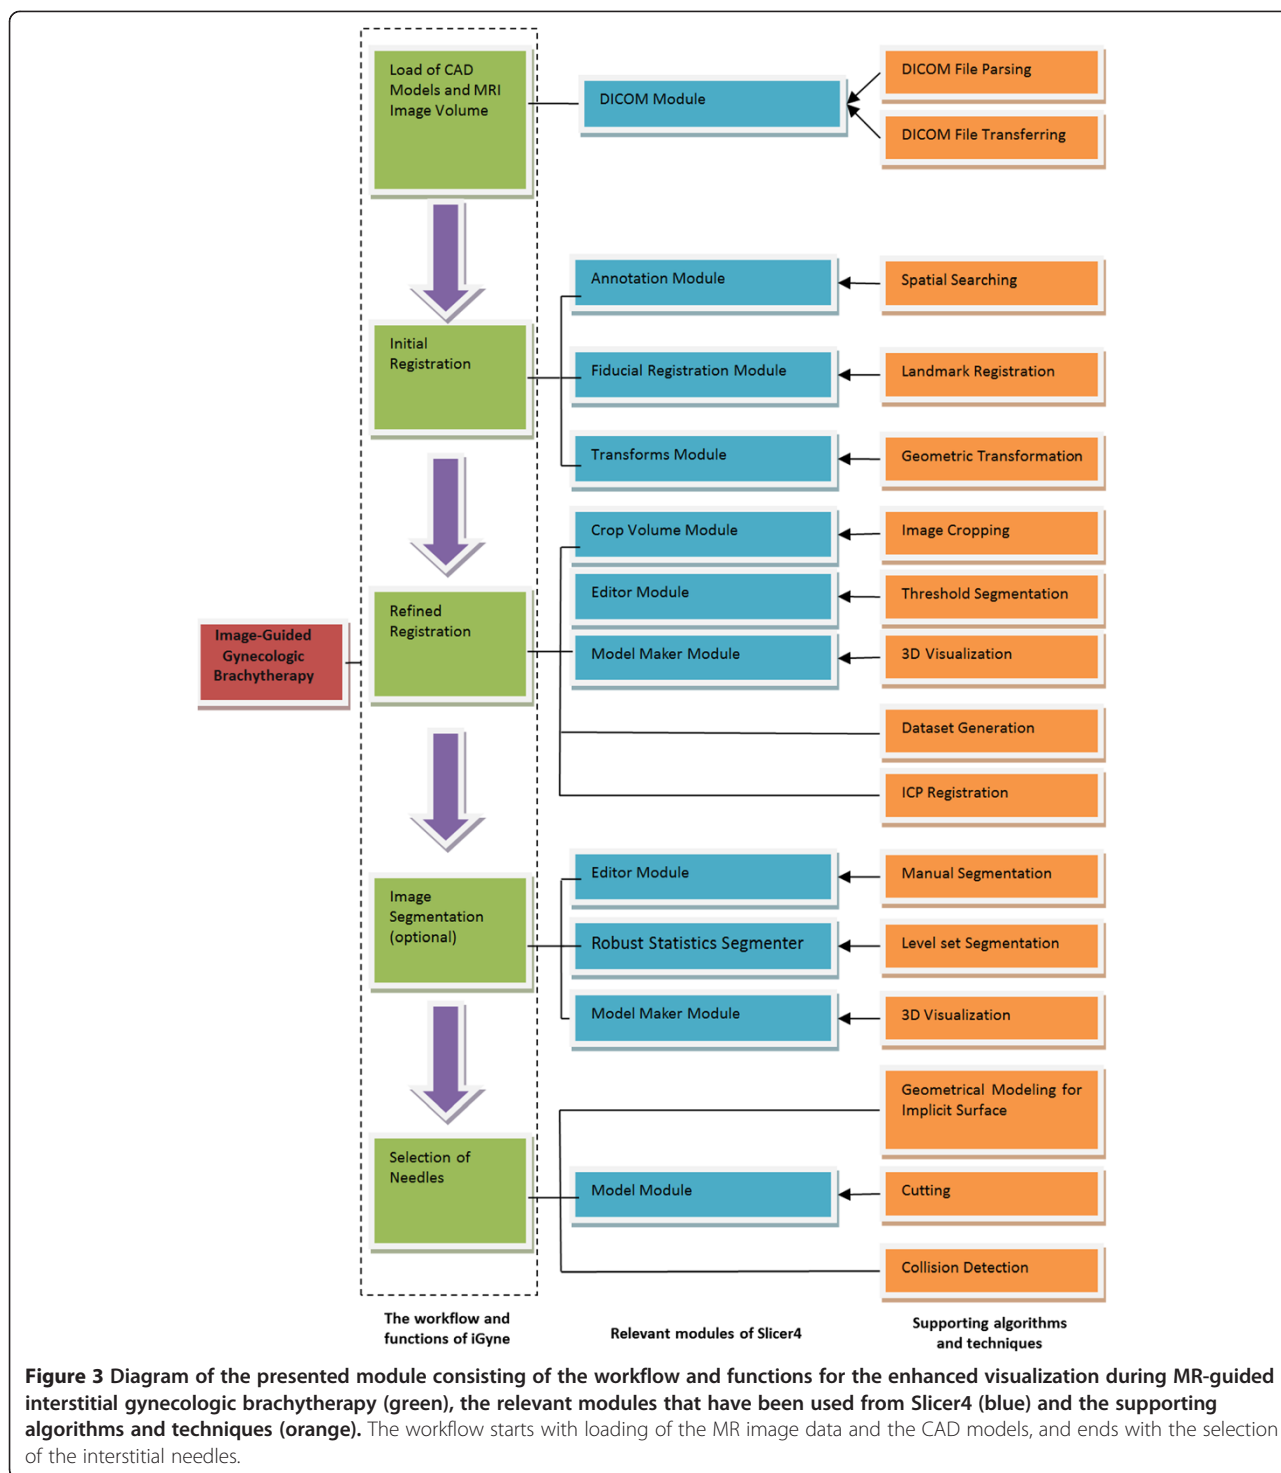 Load of CAD
Models and MRI
Image Volume
DICOM Module
DICOM File Parsing
DICOM File Transferring
Initial
Registration
Annotation Module
Spatial Searching
Fiducial Registration Module
Landmark Registration
Transforms Module
Geometric Transformation
Image-Guided
Gynecologic
Brachytherapy
Refined
Registration
Crop Volume Module
Image Cropping
Editor Module
Threshold Segmentation
Model Maker Module
3D Visualization
Dataset Generation
ICP Registration
Image
Segmentation
(optional)
Editor Module
Manual Segmentation
Robust Statistics Segmenter
Level set Segmentation
Model Maker Module
3D Visualization
Selection of
Needles
Geometrical Modeling for
Implicit Surface
Model Module
Cutting
Collision Detection
The workflow and
functions of iGyne
Relevant modules of Slicer4
Supporting algorithms
and techniques
Figure 3 Diagram of the presented module consisting of the workflow and functions for the enhanced visualization during MR-guided
interstitial gynecologic brachytherapy (green), the relevant modules that have been used from Slicer4 (blue) and the supporting
algorithms and techniques (orange). The workflow starts with loading of the MR image data and the CAD models, and ends with the selection
of the interstitial needles.